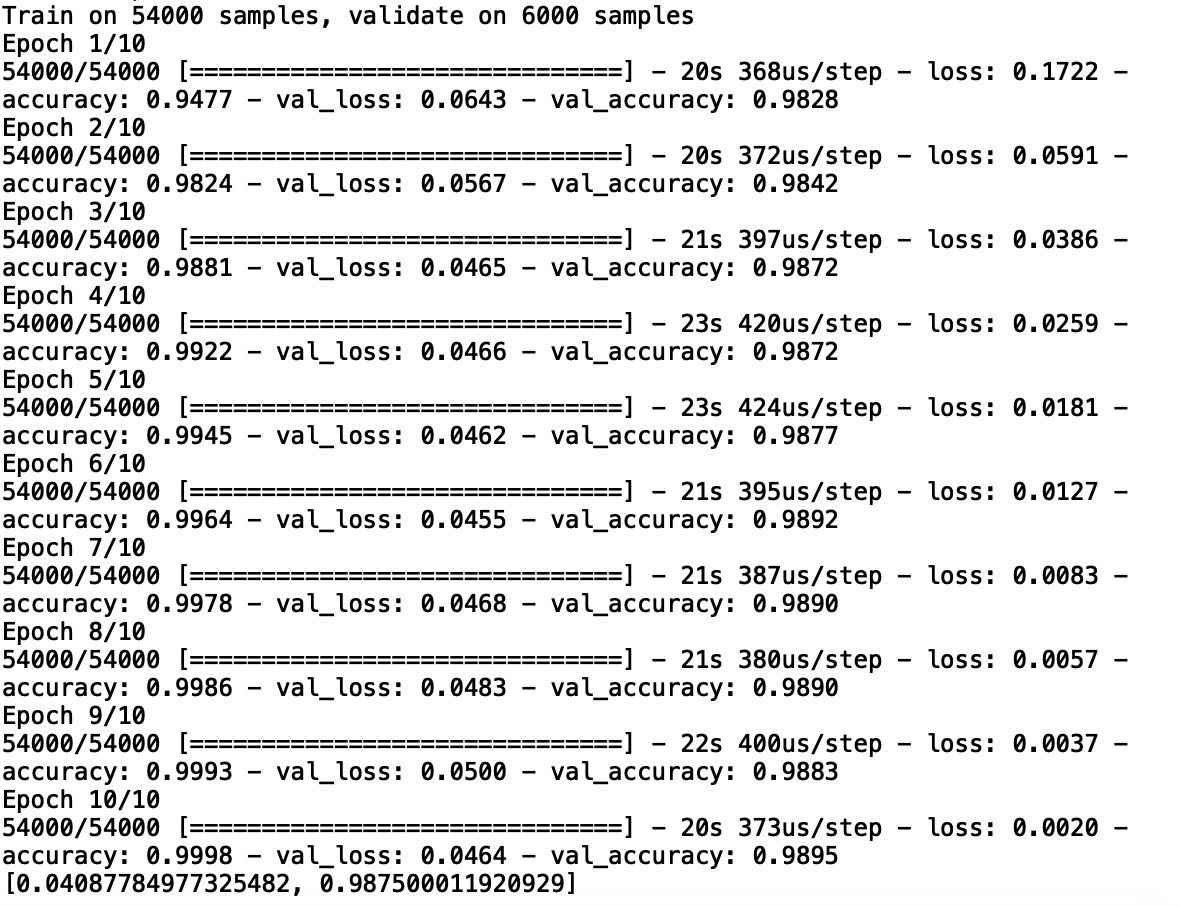 Train on 54000 samples, validate on 6000 samples
Epoch 1/10
54000/54000 [==============================] - 20s 368us/step - loss: 0.1722 -
accuracy: 0.9477 - val_loss: 0.0643 - val_accuracy: 0.9828
Epoch 2/10
54000/54000 [==============================] - 20s 372us/step - loss: 0.0591 -
accuracy: 0.9824 - val_loss: 0.0567 - val_accuracy: 0.9842
Epoch 3/10
54000/54000 [==============================] - 21s 397us/step - loss: 0.0386 -
accuracy: 0.9881 - val_loss: 0.0465 - val_accuracy: 0.9872
Epoch 4/10
54000/54000 [==============================] - 23s 420us/step - loss: 0.0259 -
accuracy: 0.9922 - val_loss: 0.0466 - val_accuracy: 0.9872
Epoch 5/10
54000/54000 [==============================] - 23s 424us/step - loss: 0.0181 -
accuracy: 0.9945 - val_loss: 0.0462 - val_accuracy: 0.9877
Epoch 6/10
54000/54000 [==============================] - 21s 395us/step - loss: 0.0127 -
accuracy: 0.9964 - val_loss: 0.0455 - val_accuracy: 0.9892
Epoch 7/10
54000/54000 [==============================] - 21s 387us/step - loss: 0.0083 -
accuracy: 0.9978 - val_loss: 0.0468 - val_accuracy: 0.9890
Epoch 8/10
54000/54000 [==============================] - 21s 380us/step - loss: 0.0057 -
accuracy: 0.9986 - val_loss: 0.0483 - val_accuracy: 0.9890
Epoch 9/10
54000/54000 [==============================] - 22s 400us/step - loss: 0.0037 -
accuracy: 0.9993 - val_loss: 0.0500 - val_accuracy: 0.9883
Epoch 10/10
54000/54000 [==============================] - 20s 373us/step - loss: 0.0020 -
accuracy: 0.9998 - val_loss: 0.0464 - val_accuracy: 0.9895
[0.04087784977325482, 0.987500011920929]